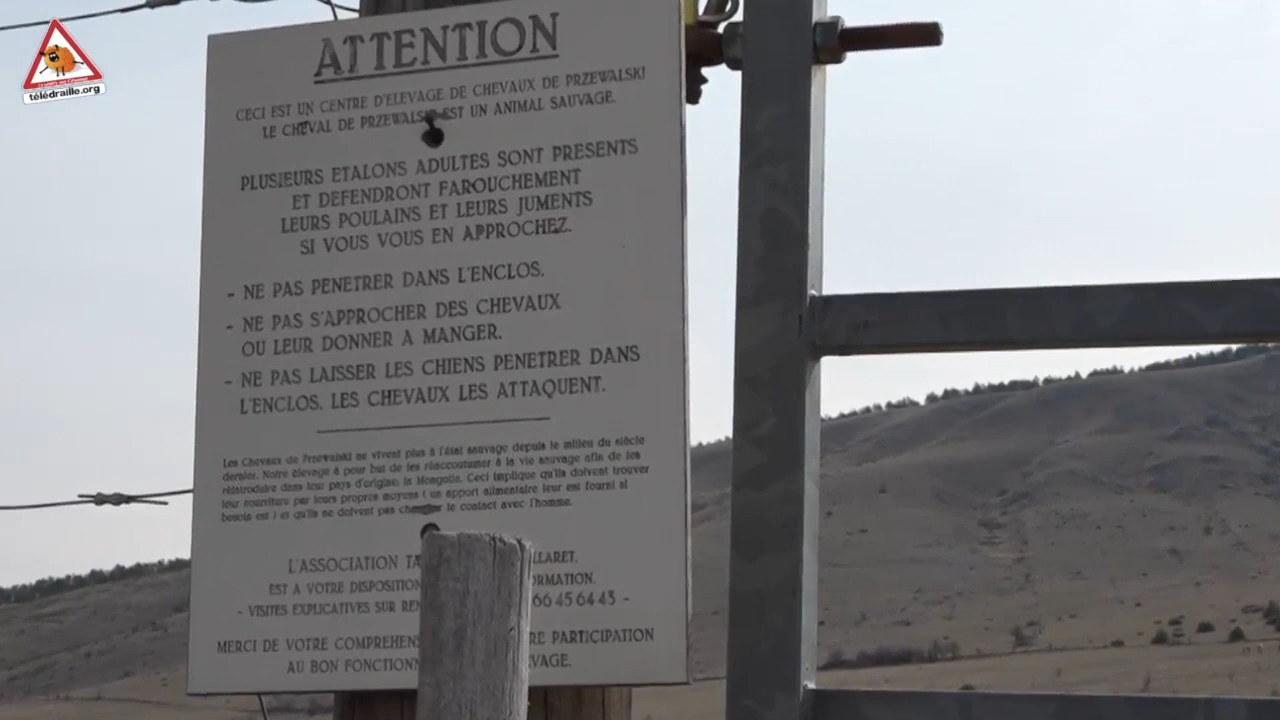 télédraille.org
ATTENTION
CECI EST UN CENTRE D'ELEVAGE DE CHEVAUX DE PRZEWALSKI
LE CHEVAL DE PRZEWALSKI EST UN ANIMAL SAUVAGE.
PLUSIEURS ETALONS ADULTES SONT PRESENTS
ET DEFENDRONT FAROUCHEMENT
LEURS POULAINS ET LEURS JUMENTS
SI VOUS VOUS EN APPROCHEZ.
- NE PAS PENETRER DANS L'ENCLOS.
- NE PAS S'APPROCHER DES CHEVAUX
OU LEUR DONNER A MANGER.
- NE PAS LAISSER LES CHIENS PENETRER DANS
L'ENCLOS. LES CHEVAUX LES ATTAQUENT.
Les Chevaux de Przewalski ne vivent plus à l'état sauvage depuis le milieu du siècle
dernier. Notre élevage a pour but de les réaccoutumer à la vie sauvage afin de les
réintroduire dans leur pays d'origine: la Mongolie. Ceci implique qu'ils doivent trouver
leur nourriture par leurs propres moyens ( un apport alimentaire leur est fourni si
besoin est ) et qu'ils ne doivent pas chercher le contact avec l'homme.
L'ASSOCIATION TA LLARET,
EST A VOTRE DISPOSITION ORMATION.
- VISITES EXPLICATIVES SUR REN 66 45 64 43 -
MERCI DE VOTRE COMPREHENS RE PARTICIPATION
AU BON FONCTIONN VAGE.